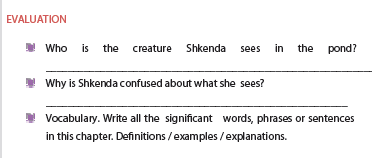 EVALUATION
Who is the creature Shkenda sees in the pond?
Why is Shkenda confused about what she sees?
Vocabulary. Write all the significant words, phrases or sentences
in this chapter. Definitions / examples / explanations.